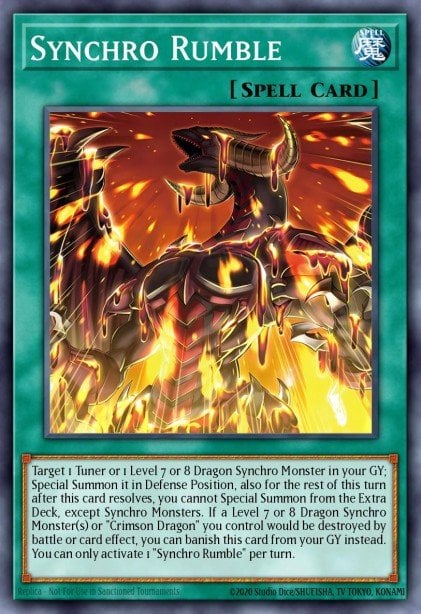 Synchro Rumble
SPELL
魔
[Spell Card]
Target 1 Tuner or 1 Level 7 or 8 Dragon Synchro Monster in your GY;
Special Summon it in Defense Position, also for the rest of this turn
after this card resolves, you cannot Special Summon from the Extra
Deck, except Synchro Monsters. If a Level 7 or 8 Dragon Synchro
Monster(s) or "Crimson Dragon" you control would be destroyed by
battle or card effect, you can banish this card from your GY instead.
You can only activate 1 "Synchro Rumble" per turn.
Replica - Not For Use in Sanctioned Tournaments
©2020 Studio Dice/SHUEISHA, TV TOKYO, KONAMI